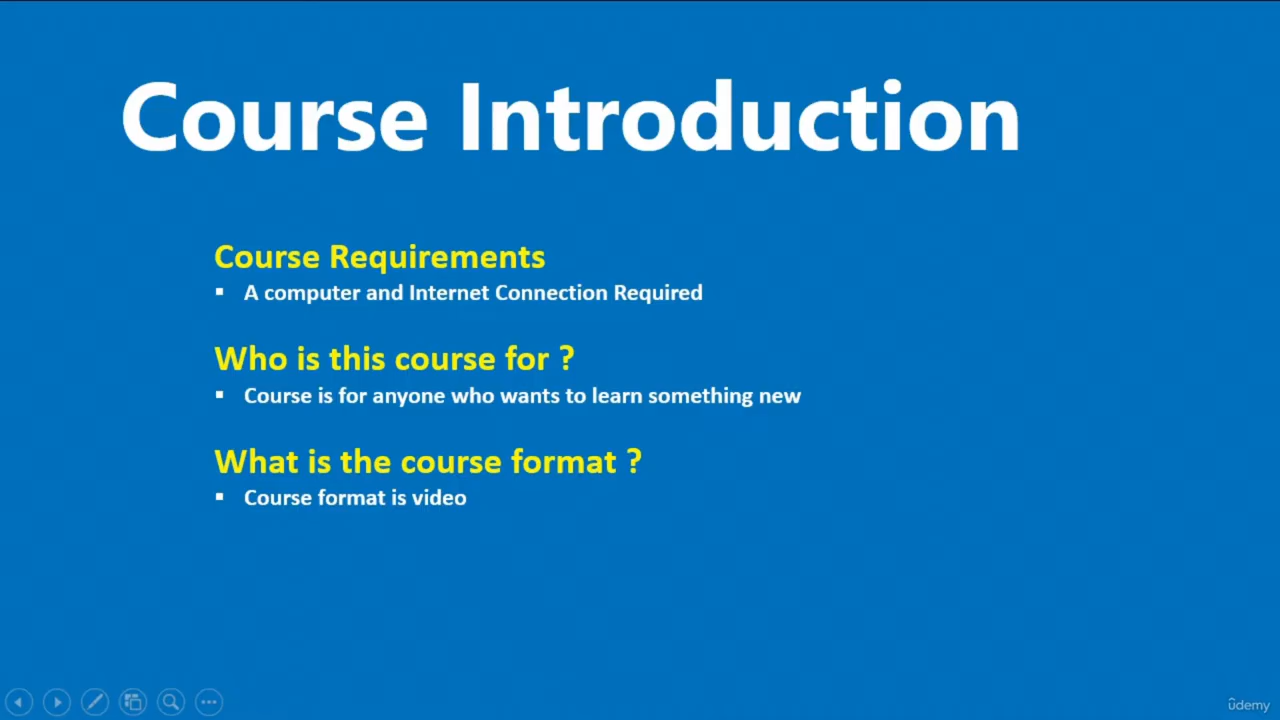 Course Introduction
Course Requirements
▪ A computer and Internet Connection Required
Who is this course for ?
▪ Course is for anyone who wants to learn something new
What is the course format ?
▪ Course format is video
ûdemy